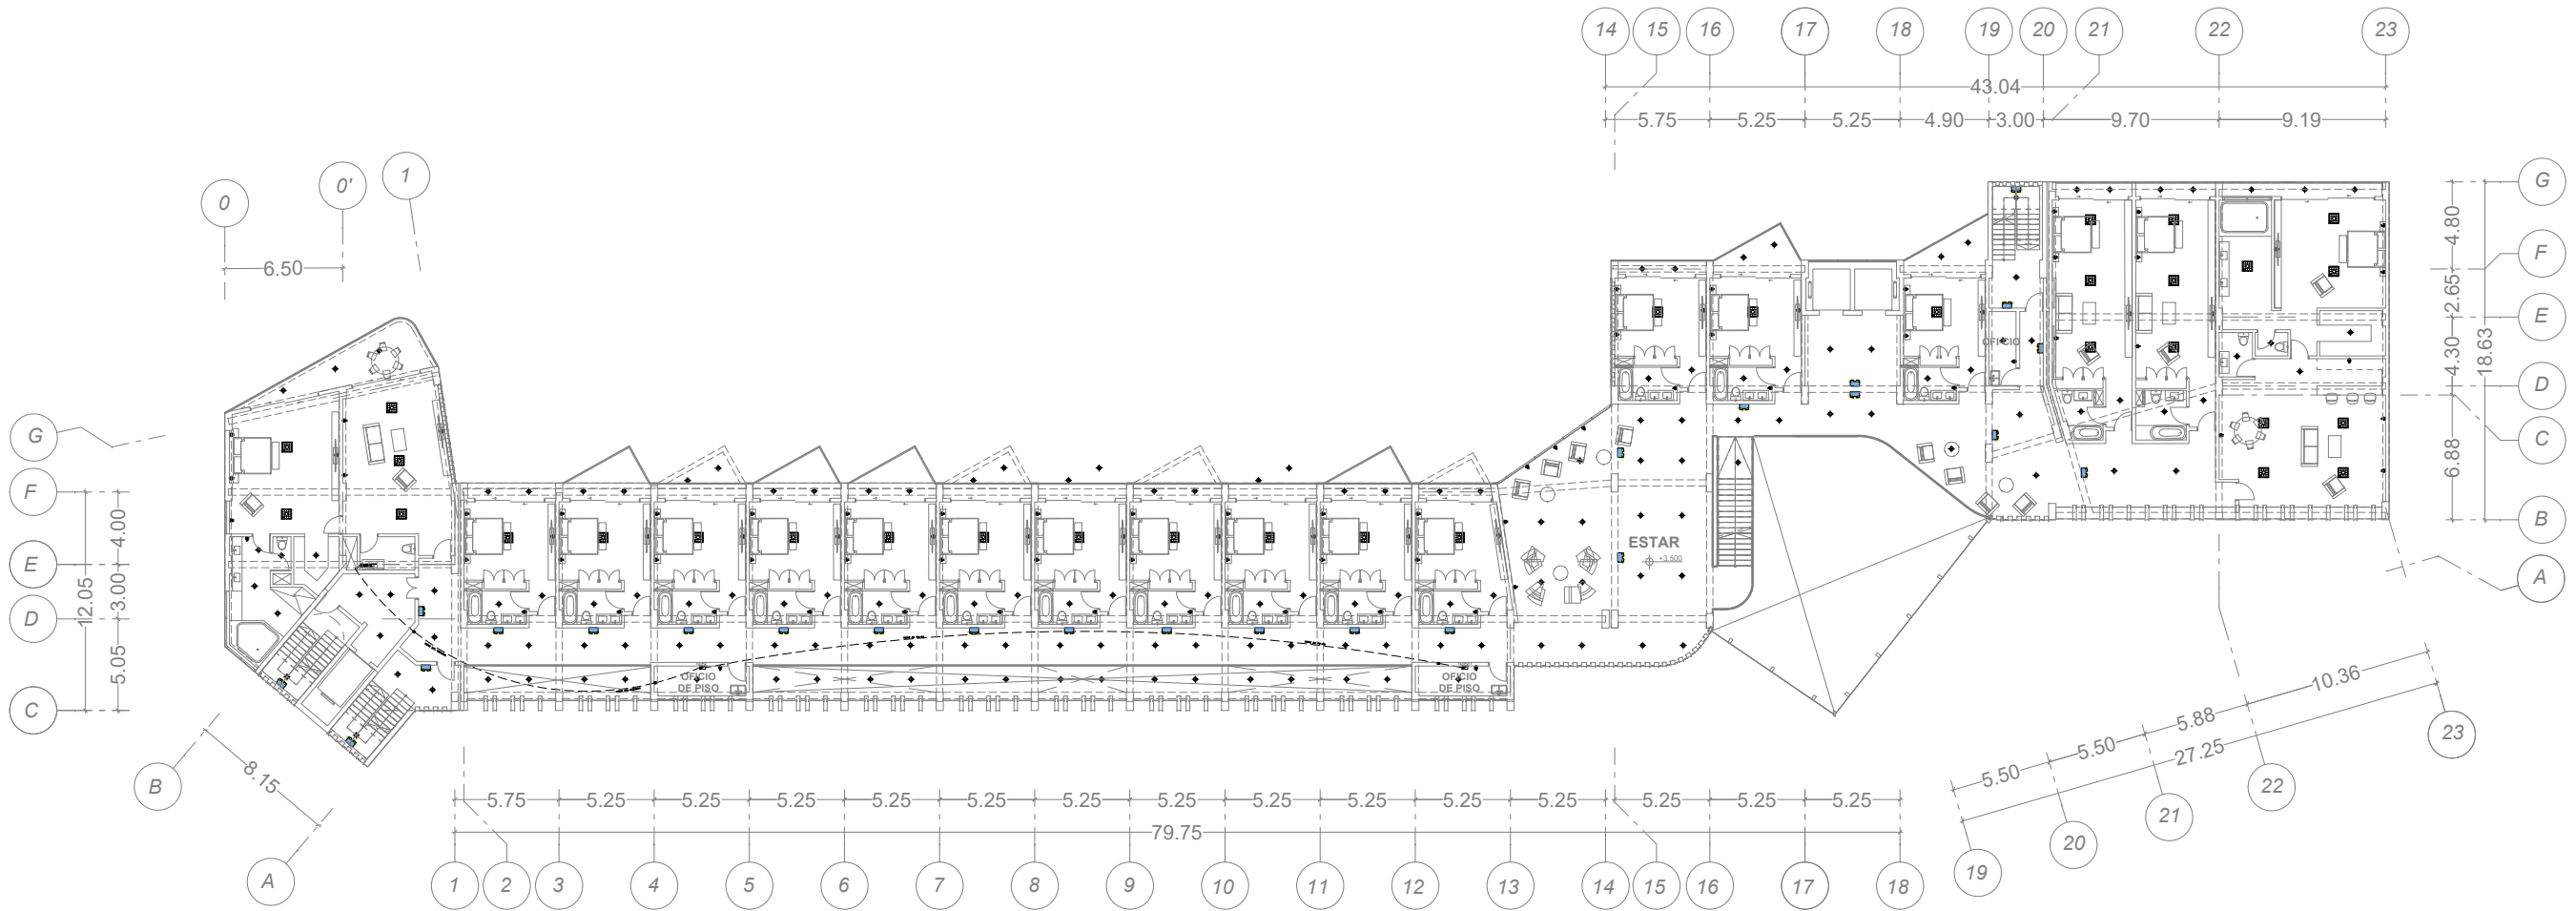 14 15 16 17 18 19 20 21 22 23
43.04
5.75 5.25 5.25 4.90 3.00 9.70 9.19
0 0' 1
6.50
G
F
E
D
C
B
A
4.80
2.65
4.30
6.88
18.63
G
F
E
D
C
B
A
4.00
3.00
5.05
12.05
8.15
OFICIO
ESTAR
+3.500
OFICIO
DE PISO
OFICIO
DE PISO
5.75 5.25 5.25 5.25 5.25 5.25 5.25 5.25 5.25 5.25 5.25 5.25 5.25 5.25 5.25
79.75
1 2 3 4 5 6 7 8 9 10 11 12 13 14 15 16 17 18
5.50 5.50 5.88 10.36
27.25
19 20 21 22 23